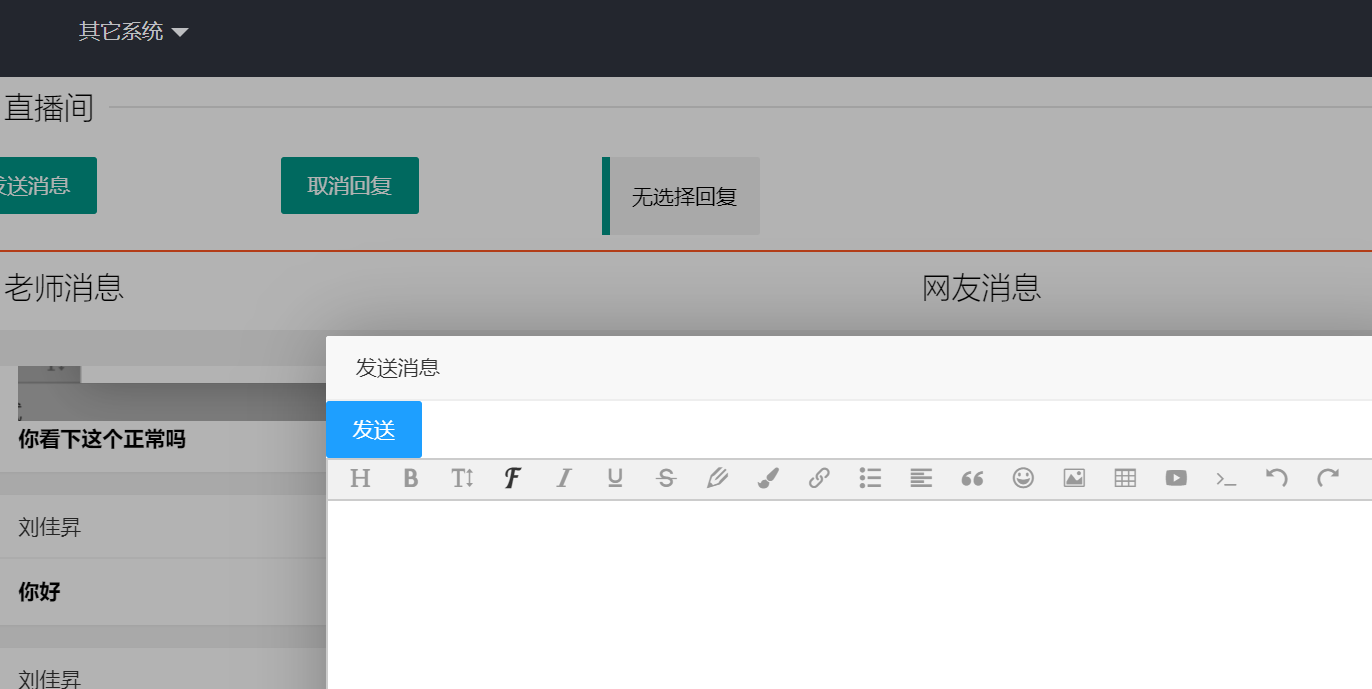 其它系统
直播间
发送消息
取消回复
无选择回复
老师消息
网友消息
发送消息
发送
你看下这个正常吗
刘佳昇
你好
刘佳昇